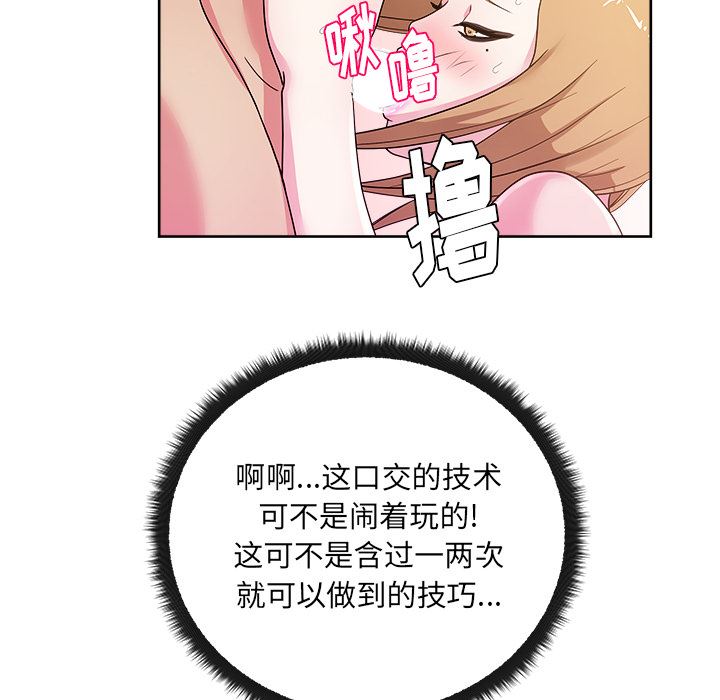 啾
噜
撸
啊啊...这口交的技术
可不是闹着玩的!
这可不是含过一两次
就可以做到的技巧...